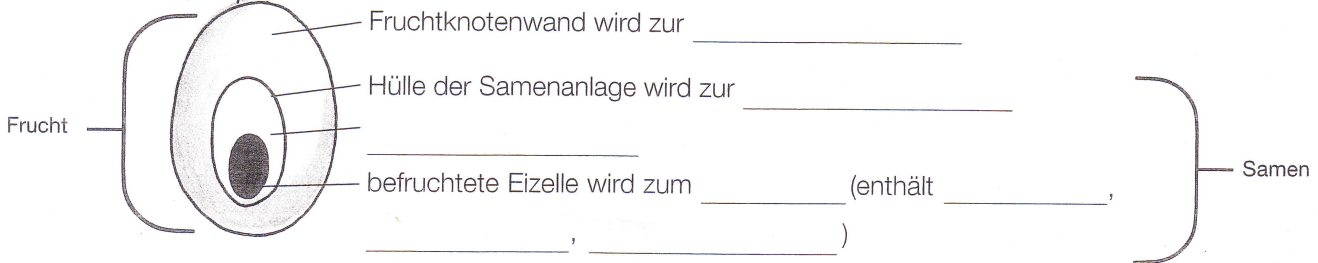 Fruchtknotenwand wird zur
Hülle der Samenanlage wird zur
Frucht
befruchtete Eizelle wird zum (enthält ,
Samen
, )